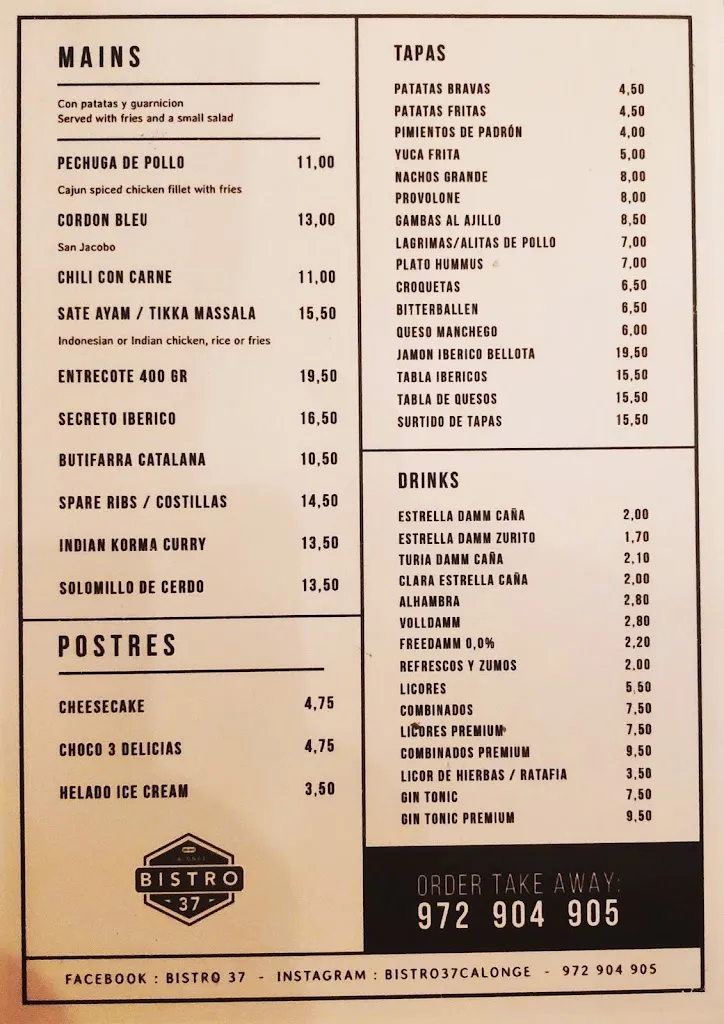 MAINS
Con patatas y guarnicion
Served with fries and a small salad
PECHUGA DE POLLO 11,00
Cajun spiced chicken fillet with fries
CORDON BLEU 13,00
San Jacobo
CHILI CON CARNE 11,00
SATE AYAM / TIKKA MASSALA 15,50
Indonesian or Indian chicken, rice or fries
ENTRECOTE 400 GR 19,50
SECRETO IBERICO 16,50
BUTIFARRA CATALANA 10,50
SPARE RIBS / COSTILLAS 14,50
INDIAN KORMA CURRY 13,50
SOLOMILLO DE CERDO 13,50
POSTRES
CHEESECAKE 4,75
CHOCO 3 DELICIAS 4,75
HELADO ICE CREAM 3,50
BISTRO
37
TAPAS
PATATAS BRAVAS 4,50
PATATAS FRITAS 4,50
PIMIENTOS DE PADRÓN 4,00
YUCA FRITA 5,00
NACHOS GRANDE 8,00
PROVOLONE 8,00
GAMBAS AL AJILLO 8,50
LAGRIMAS/ALITAS DE POLLO 7,00
PLATO HUMMUS 7,00
CROQUETAS 6,50
BITTERBALLEN 6,50
QUESO MANCHEGO 6,00
JAMON IBERICO BELLOTA 19,50
TABLA IBERICOS 15,50
TABLA DE QUESOS 15,50
SURTIDO DE TAPAS 15,50
DRINKS
ESTRELLA DAMM CAÑA 2,00
ESTRELLA DAMM ZURITO 1,70
TURIA DAMM CAÑA 2,10
CLARA ESTRELLA CAÑA 2,00
ALHAMBRA 2,80
VOLLDAMM 2,80
FREEDAMM 0,0% 2,20
REFRESCOS Y ZUMOS 2,00
LICORES 5,50
COMBINADOS 7,50
LICORES PREMIUM 7,50
COMBINADOS PREMIUM 9,50
LICOR DE HIERBAS / RATAFIA 3,50
GIN TONIC 7,50
GIN TONIC PREMIUM 9,50
ORDER TAKE AWAY:
972 904 905
FACEBOOK : BISTRO 37 - INSTAGRAM : BISTRO37CALONGE - 972 904 905